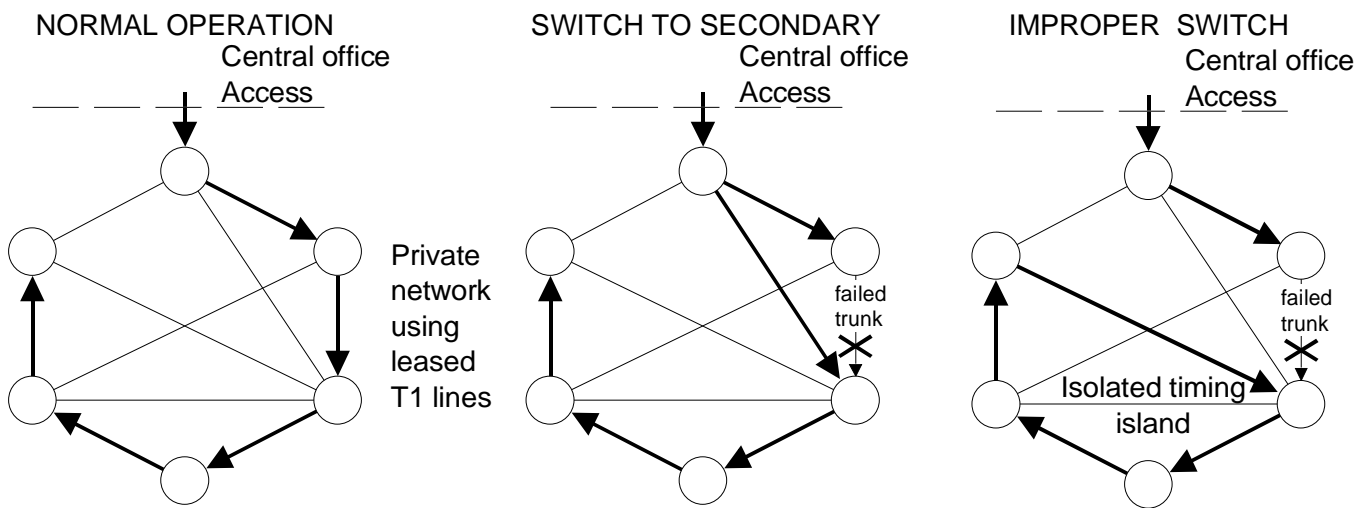 NORMAL OPERATION
Central office
Access
Private
network
using
leased
T1 lines
SWITCH TO SECONDARY
Central office
Access
failed
trunk
IMPROPER SWITCH
Central office
Access
failed
trunk
Isolated timing
island